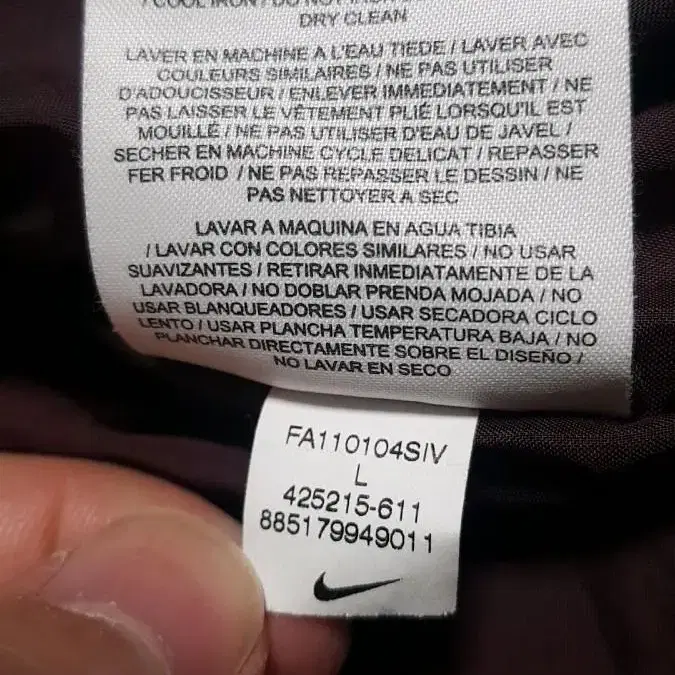 / COOL IRON / DO NOT
DRY CLEAN
LAVER EN MACHINE A L'EAU TIEDE / LAVER AVEC
COULEURS SIMILAIRES / NE PAS UTILISER
D'ADOUCISSEUR / ENLEVER IMMEDIATEMENT / NE
PAS LAISSER LE VÊTEMENT PLIÉ LORSQU'IL EST
MOUILLÉ / NE PAS UTILISER D'EAU DE JAVEL /
SECHER EN MACHINE CYCLE DELICAT / REPASSER
FER FROID / NE PAS REPASSER LE DESSIN / NE
PAS NETTOYER A SEC
LAVAR A MAQUINA EN AGUA TIBIA
/ LAVAR CON COLORES SIMILARES / NO USAR
SUAVIZANTES / RETIRAR INMEDIATAMENTE DE LA
LAVADORA / NO DOBLAR PRENDA MOJADA / NO
USAR BLANQUEADORES / USAR SECADORA CICLO
LENTO / USAR PLANCHA TEMPERATURA BAJA / NO
PLANCHAR DIRECTAMENTE SOBRE EL DISEÑO /
NO LAVAR EN SECO
FA110104SIV
L
425215-611
885179949011